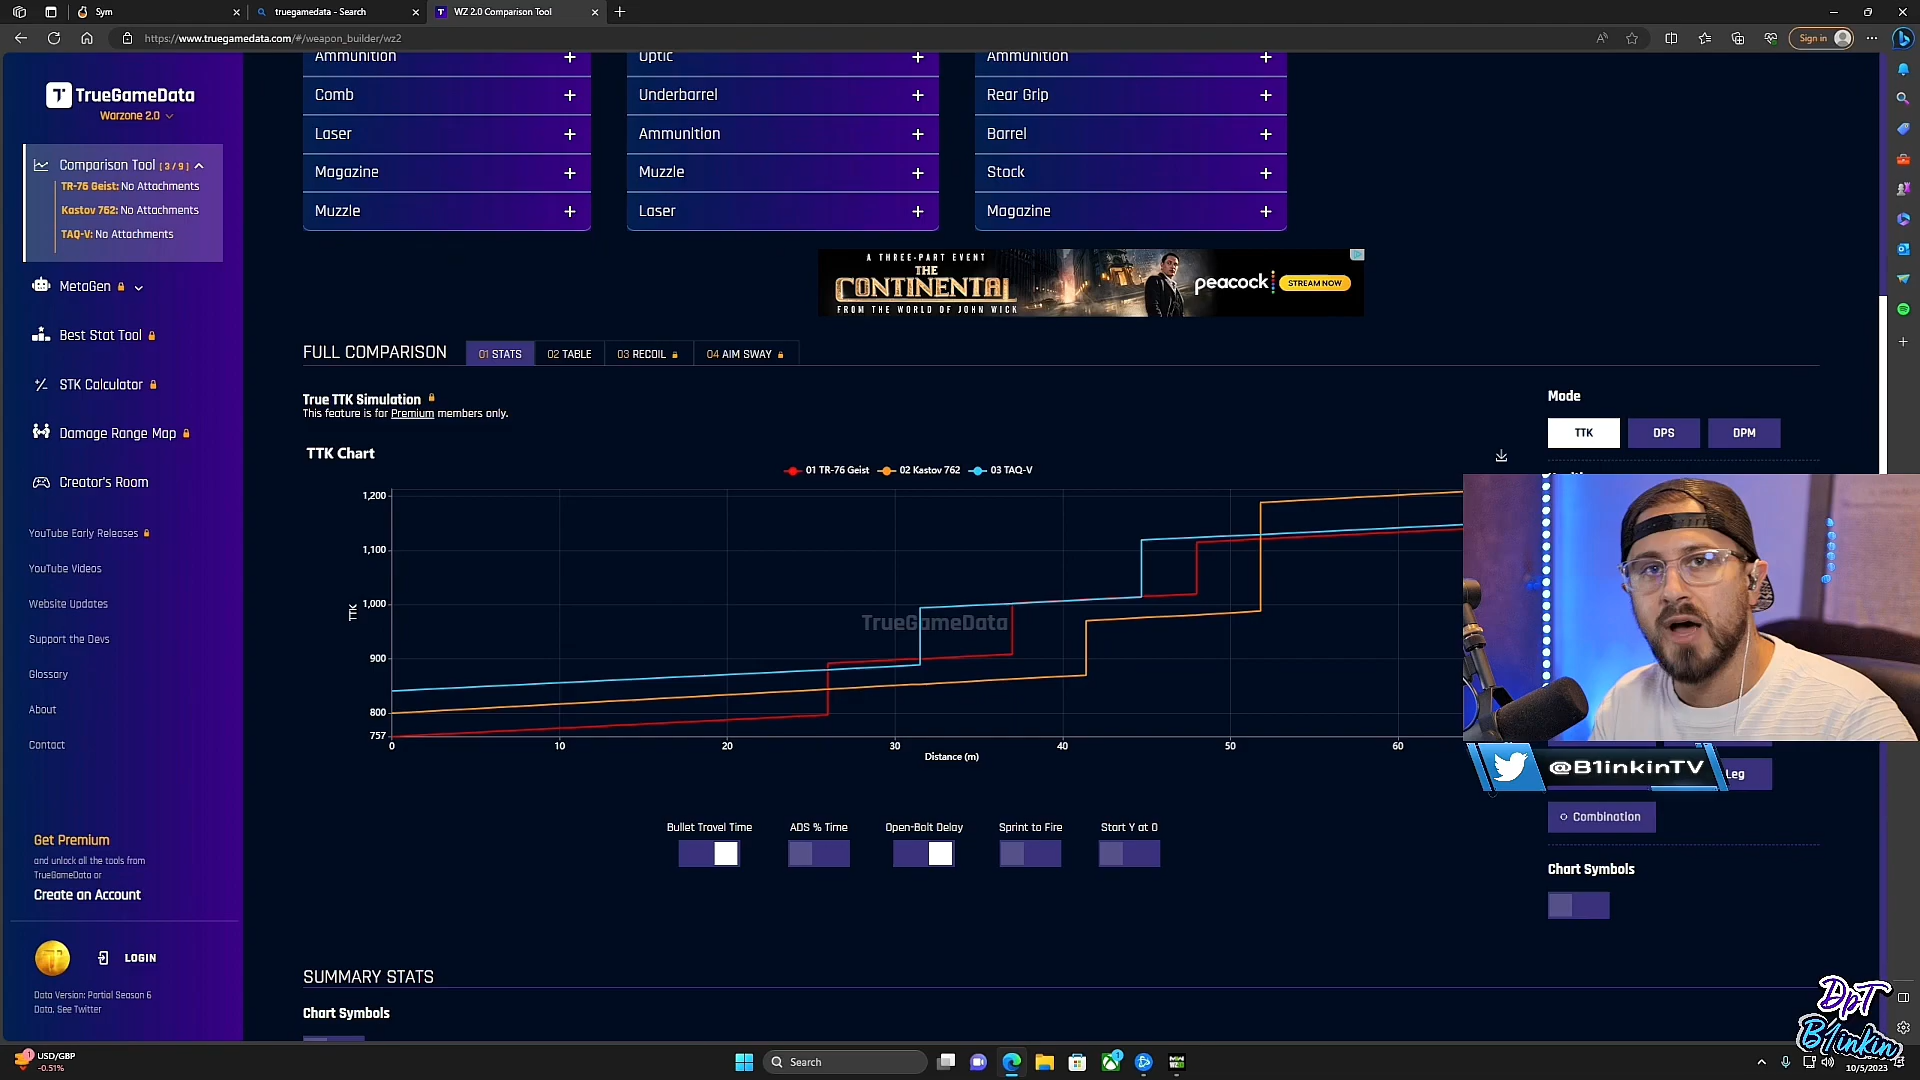 Sym
truegamedata - Search
WZ 2.0 Comparison Tool
https://www.truegamedata.com/#/weapon_builder/wz2
Sign in
TrueGameData
Warzone 2.0
Comparison Tool [3/9]
TR-76 Geist: No Attachments
Kastov 762: No Attachments
TAQ-V: No Attachments
MetaGen
Best Stat Tool
STK Calculator
Damage Range Map
Creator's Room
YouTube Early Releases
YouTube Videos
Website Updates
Support the Devs
Glossary
About
Contact
Get Premium
and unlock all the tools from
TrueGameData or
Create an Account
LOGIN
Data Version: Partial Season 6
Data. See Twitter
Ammunition
Comb
Laser
Magazine
Muzzle
Optic
Underbarrel
Ammunition
Muzzle
Laser
Ammunition
Rear Grip
Barrel
Stock
Magazine
A THREE-PART EVENT
THE
CONTINENTAL
FROM THE WORLD OF JOHN WICK
peacock
STREAM NOW
FULL COMPARISON
01 STATS
02 TABLE
03 RECOIL
04 AIM SWAY
True TTK Simulation
This feature is for Premium members only.
TTK Chart
01 TR-76 Geist
02 Kastov 762
03 TAQ-V
1,200
1,100
1,000
900
800
757
TTK
TrueGameData
0
10
20
30
40
50
60
Distance (m)
Bullet Travel Time
ADS % Time
Open-Bolt Delay
Sprint to Fire
Start Y at 0
Mode
TTK
DPS
DPM
@B1inkinTV
Leg
Combination
Chart Symbols
SUMMARY STATS
Chart Symbols
DpT
B1inkin
USD/GBP
-0.51%
Search
10/5/2023